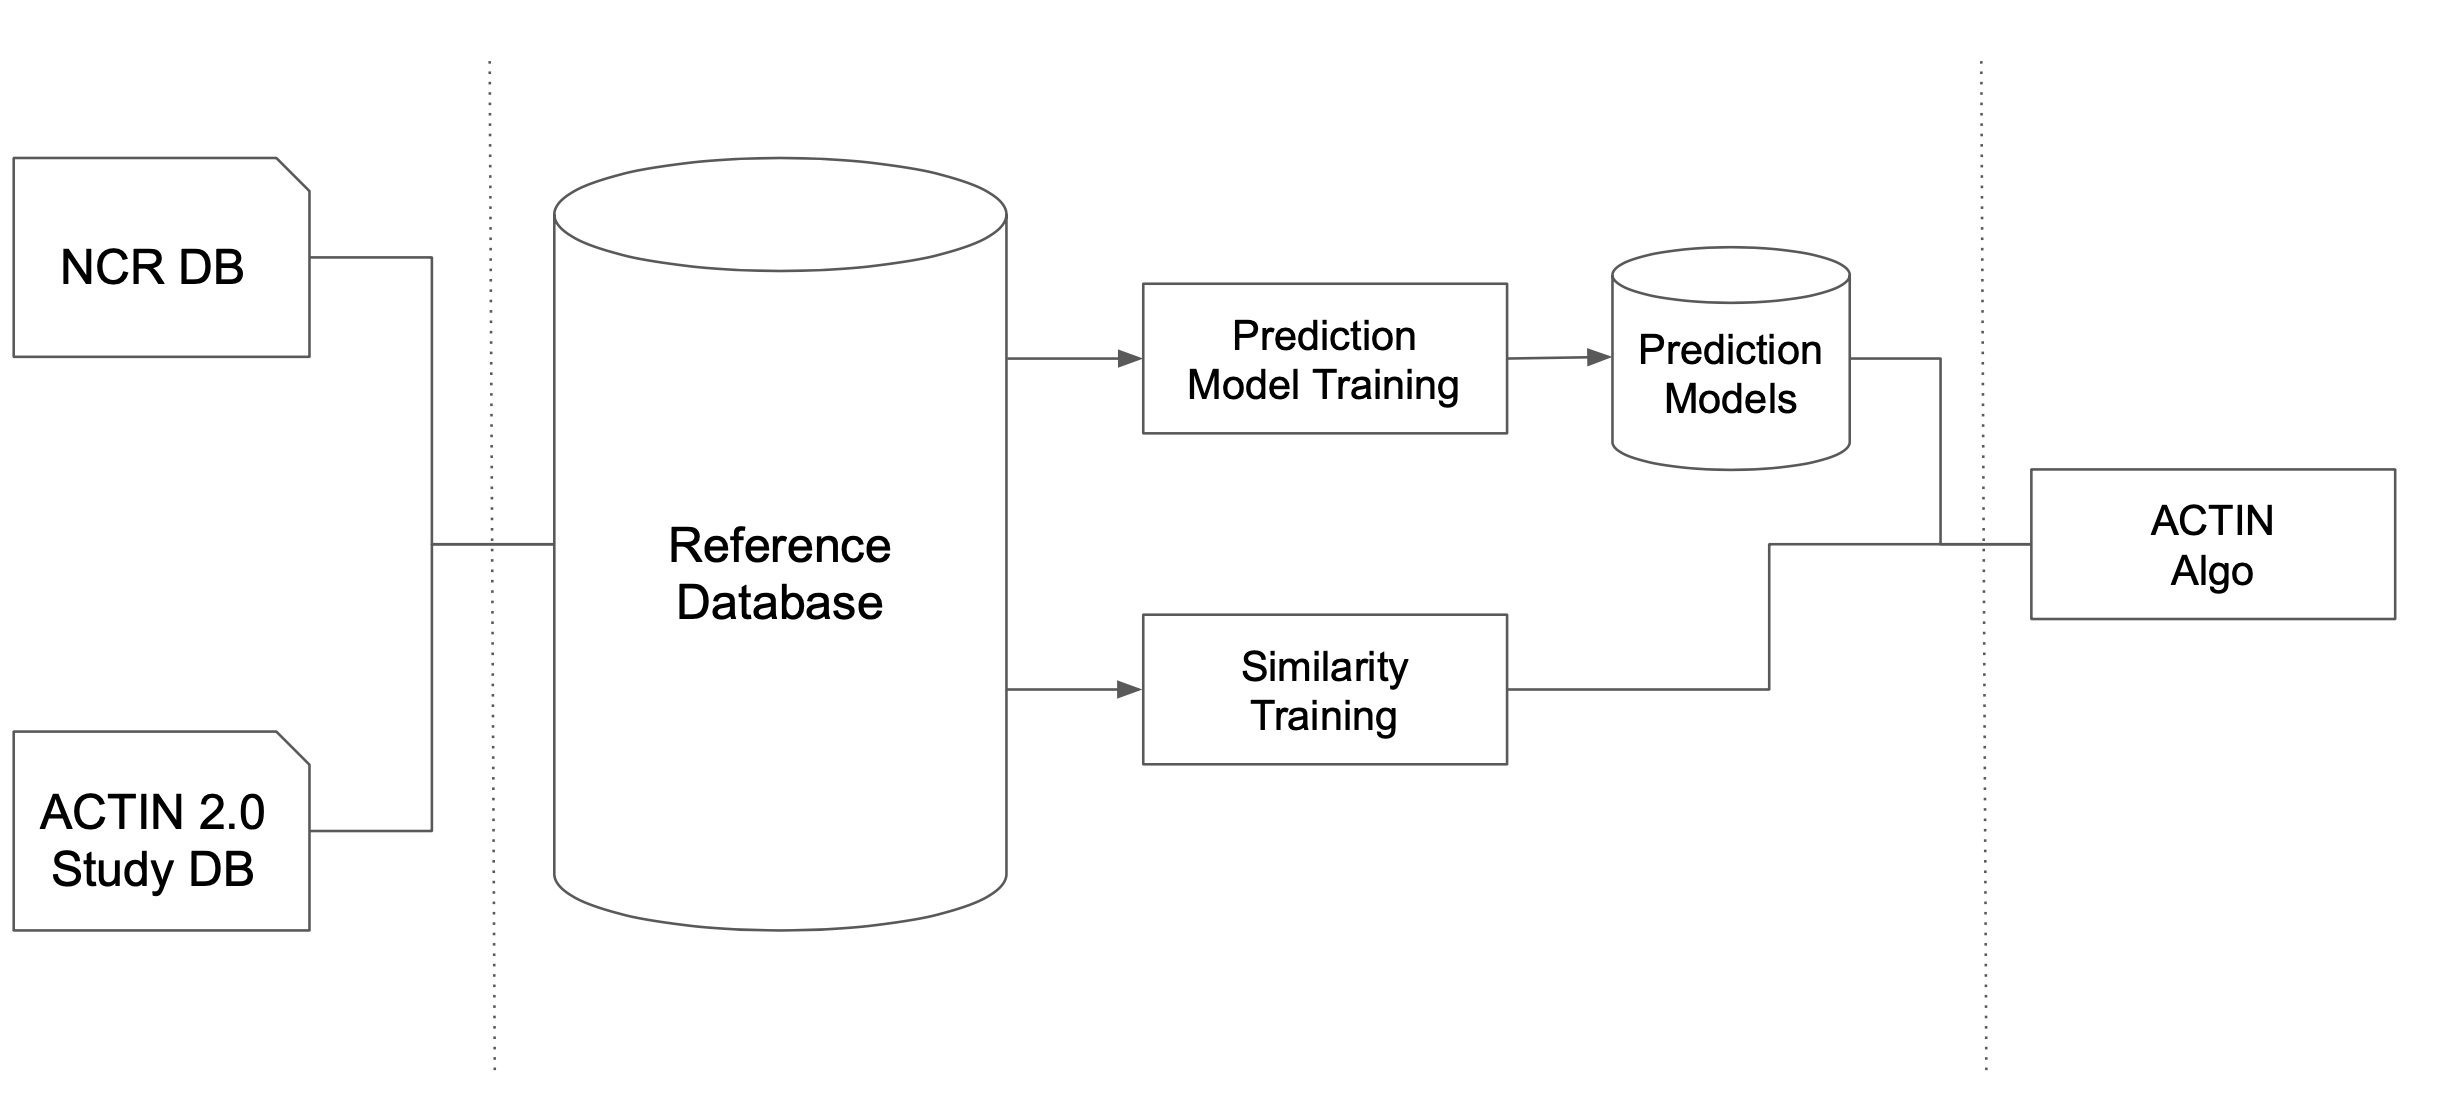 NCR DB
ACTIN 2.0
Study DB
Reference
Database
Prediction
Model Training
Prediction
Models
Similarity
Training
ACTIN
Algo